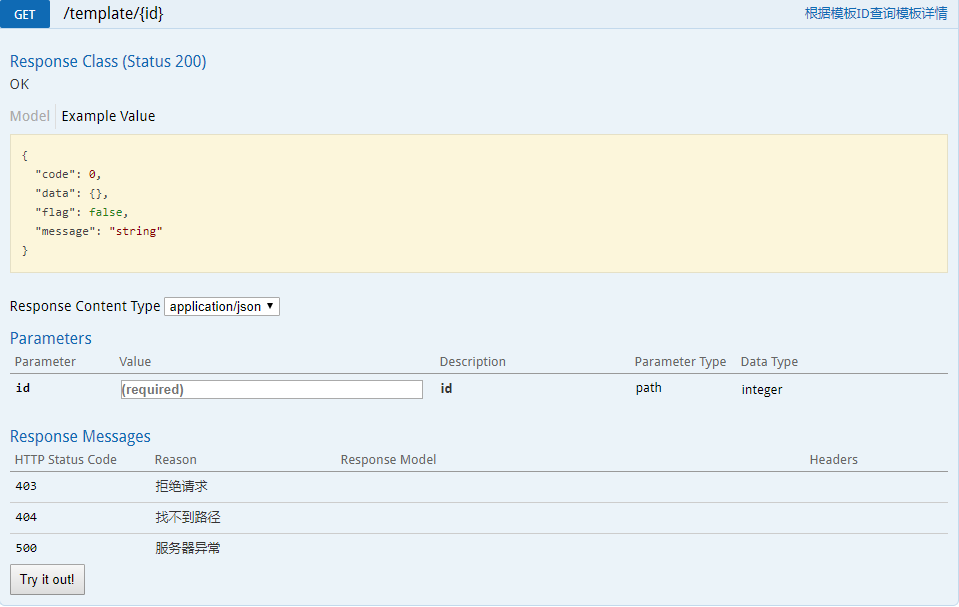 GET /template/{id} 根据模板ID查询模板详情
Response Class (Status 200)
OK
Model Example Value
{
"code": 0,
"data": {},
"flag": false,
"message": "string"
}
Response Content Type application/json
Parameters
Parameter Value Description Parameter Type Data Type
id (required) id path integer
Response Messages
HTTP Status Code Reason Response Model Headers
403 拒绝请求
404 找不到路径
500 服务器异常
Try it out!